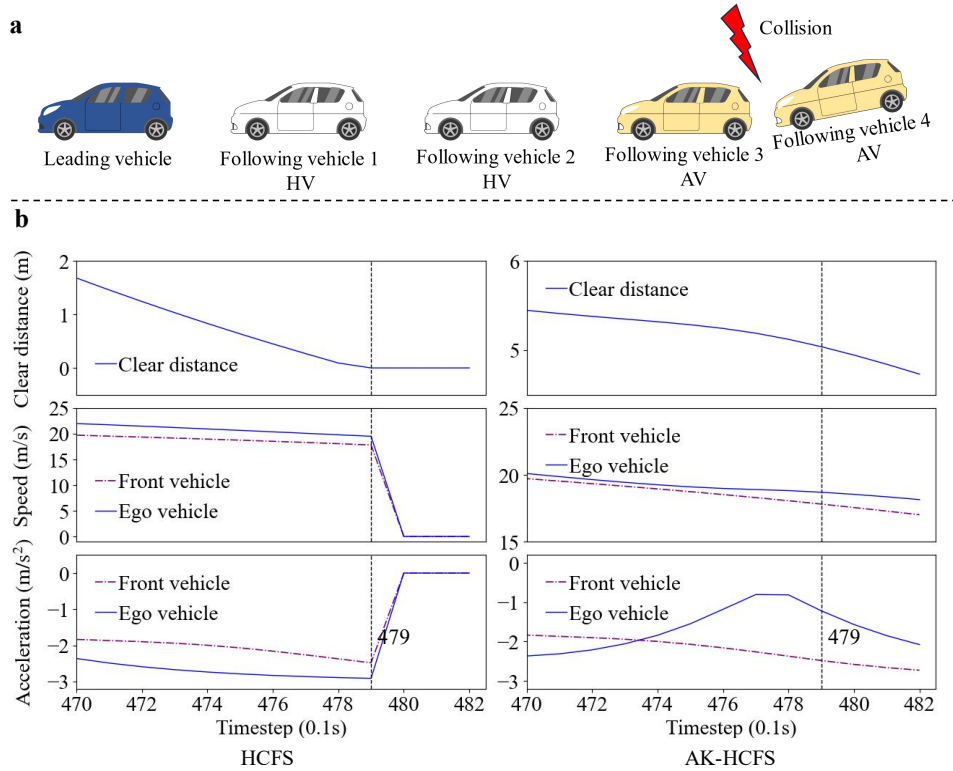 a
Collision
Leading vehicle
Following vehicle 1
HV
Following vehicle 2
HV
Following vehicle 3
AV
Following vehicle 4
AV
b
Clear distance (m)
2
1
0
Clear distance
6
5
Clear distance
Speed (m/s)
25
20
15
10
5
0
Front vehicle
Ego vehicle
25
20
15
Front vehicle
Ego vehicle
Acceleration (m/s²)
0
−1
−2
−3
Front vehicle
Ego vehicle
479
470 472 474 476 478 480 482
Timestep (0.1s)
HCFS
0
−1
−2
−3
Front vehicle
Ego vehicle
479
470 472 474 476 478 480 482
Timestep (0.1s)
AK-HCFS